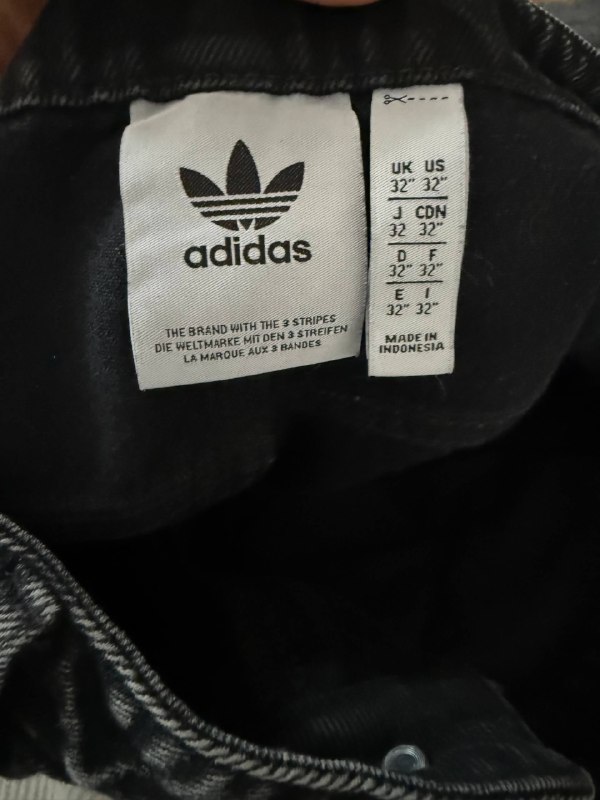 adidas
THE BRAND WITH THE 3 STRIPES
DIE WELTMARKE MIT DEN 3 STREIFEN
LA MARQUE AUX 3 BANDES
UK US
32" 32"
J CDN
32 32"
D F
32" 32"
E I
32" 32"
MADE IN
INDONESIA